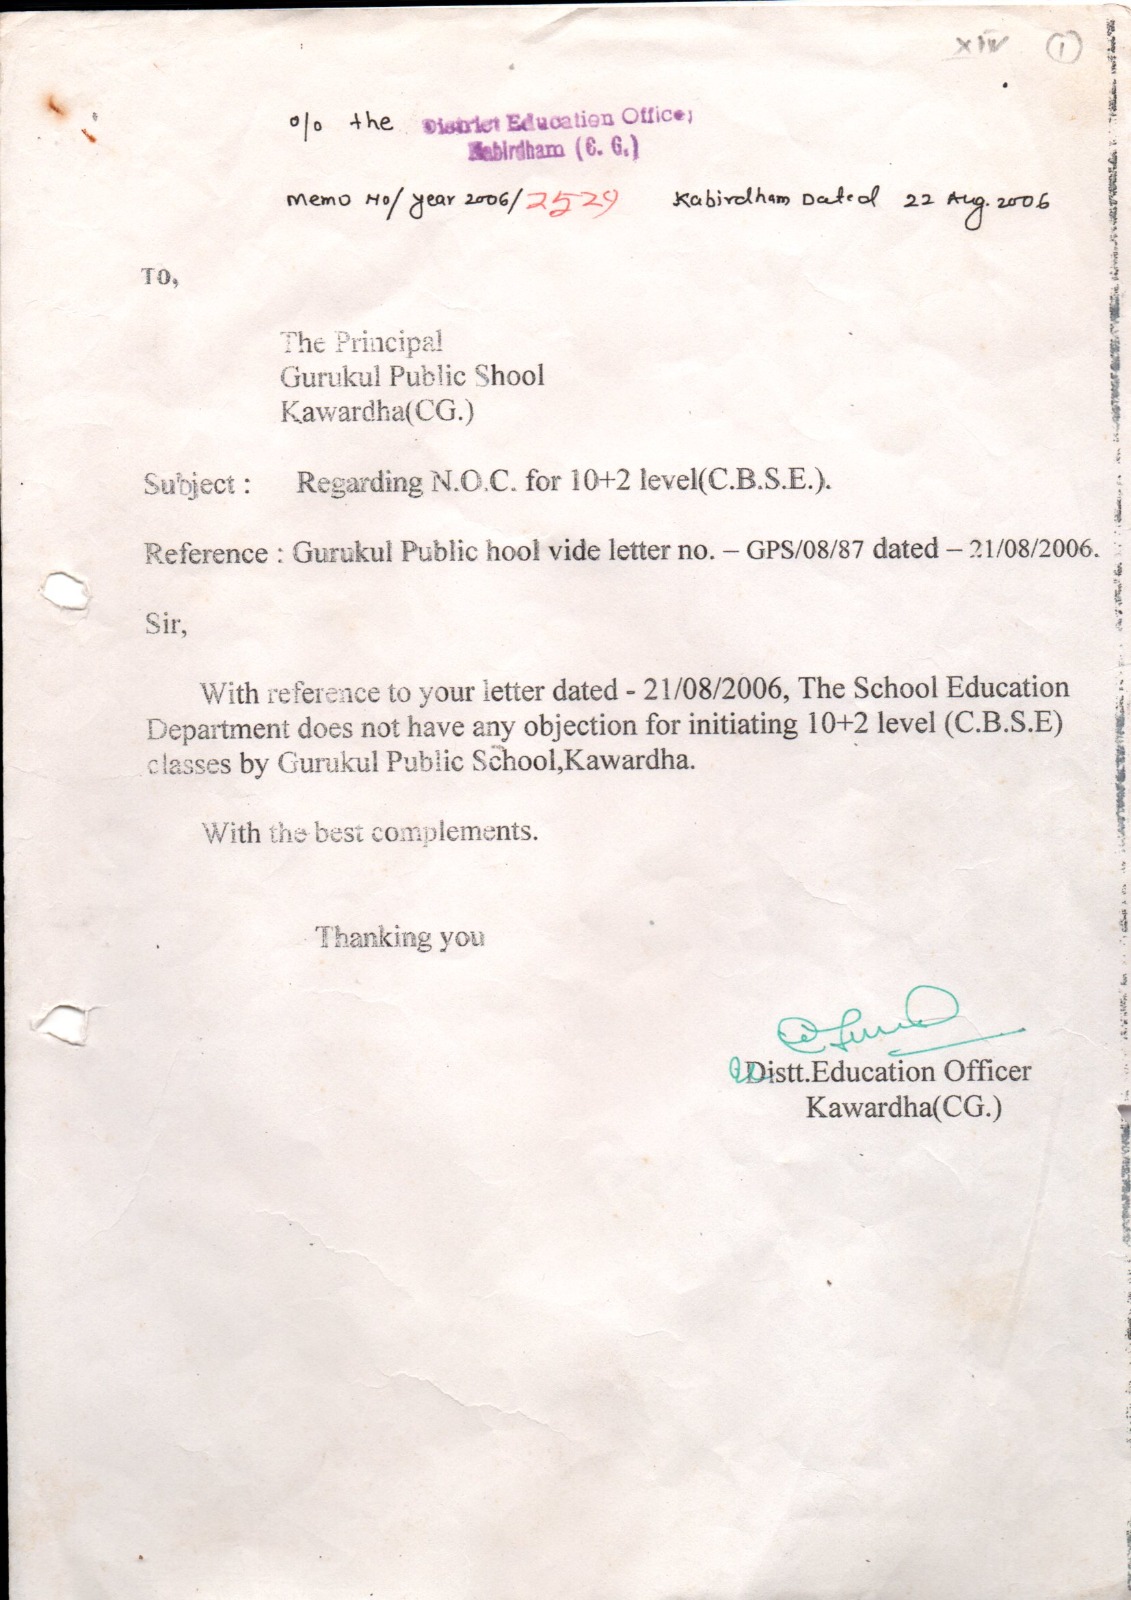 XIV 1
o/o the District Education Officer
Kabirdham (C. G.)
Memo No/ year 2006/2529 Kabirdham Dated 22 Aug. 2006
TO,
The Principal
Gurukul Public Shool
Kawardha(CG.)
Subject : Regarding N.O.C. for 10+2 level(C.B.S.E.).
Reference : Gurukul Public hool vide letter no. – GPS/08/87 dated – 21/08/2006.
Sir,
With reference to your letter dated - 21/08/2006, The School Education
Department does not have any objection for initiating 10+2 level (C.B.S.E)
classes by Gurukul Public School,Kawardha.
With the best complements.
Thanking you
Distt.Education Officer
Kawardha(CG.)